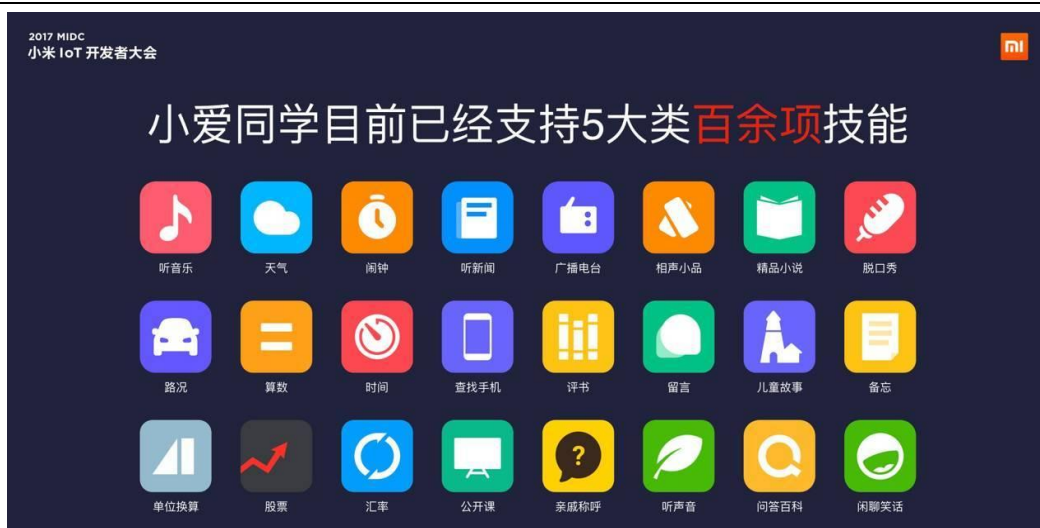 2017 MIDC
小米 IoT 开发者大会
mi
小爱同学目前已经支持5大类百余项技能
听音乐 天气 闹钟 听新闻 广播电台 相声小品 精品小说 脱口秀
路况 算数 时间 查找手机 评书 留言 儿童故事 备忘
?
单位换算 股票 汇率 公开课 亲戚称呼 听声音 问答百科 闲聊笑话